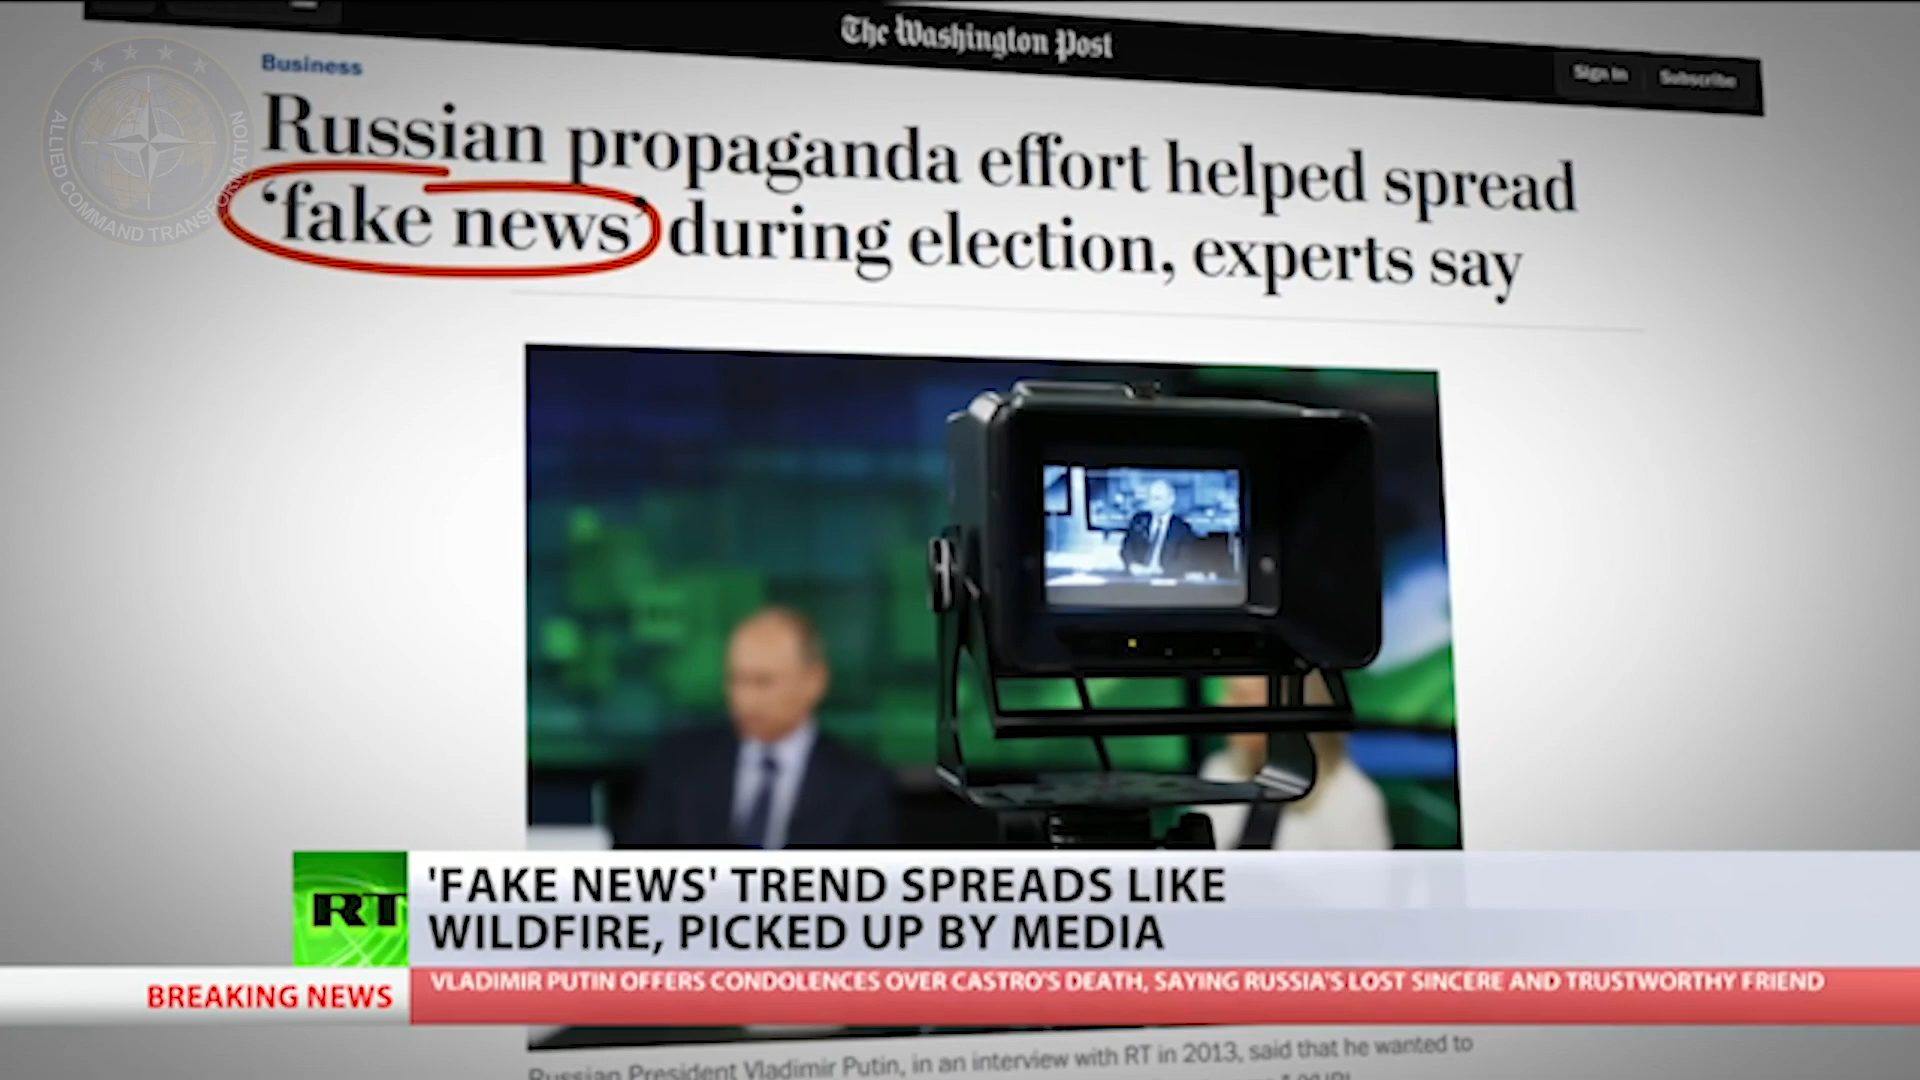 The Washington Post
Sign In
Subscribe
ALLIED COMMAND TRANSFORMATION
Business
Russian propaganda effort helped spread
‘fake news’ during election, experts say
RT
'FAKE NEWS' TREND SPREADS LIKE
WILDFIRE, PICKED UP BY MEDIA
BREAKING NEWS
VLADIMIR PUTIN OFFERS CONDOLENCES OVER CASTRO'S DEATH, SAYING RUSSIA'S LOST SINCERE AND TRUSTWORTHY FRIEND
Russian President Vladimir Putin, in an interview with RT in 2013, said that he wanted to